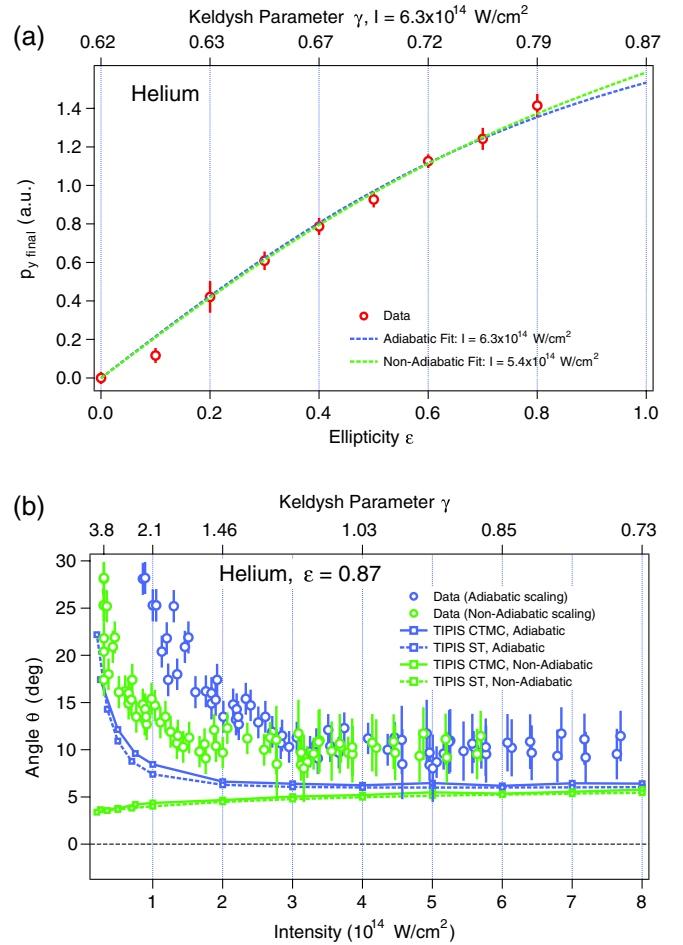 (a)
Keldysh Parameter γ, I = 6.3x10^14 W/cm^2
0.62 0.63 0.67 0.72 0.79 0.87
Helium
1.4
1.2
1.0
0.8
0.6
0.4
0.2
0.0
p_y final (a.u.)
Data
Adiabatic Fit: I = 6.3x10^14 W/cm^2
Non-Adiabatic Fit: I = 5.4x10^14 W/cm^2
0.0 0.2 0.4 0.6 0.8 1.0
Ellipticity ε
(b)
Keldysh Parameter γ
3.8 2.1 1.46 1.03 0.85 0.73
Helium, ε = 0.87
30
25
20
15
10
5
0
Angle θ (deg)
Data (Adiabatic scaling)
Data (Non-Adiabatic scaling)
TIPIS CTMC, Adiabatic
TIPIS ST, Adiabatic
TIPIS CTMC, Non-Adiabatic
TIPIS ST, Non-Adiabatic
1 2 3 4 5 6 7 8
Intensity (10^14 W/cm^2)